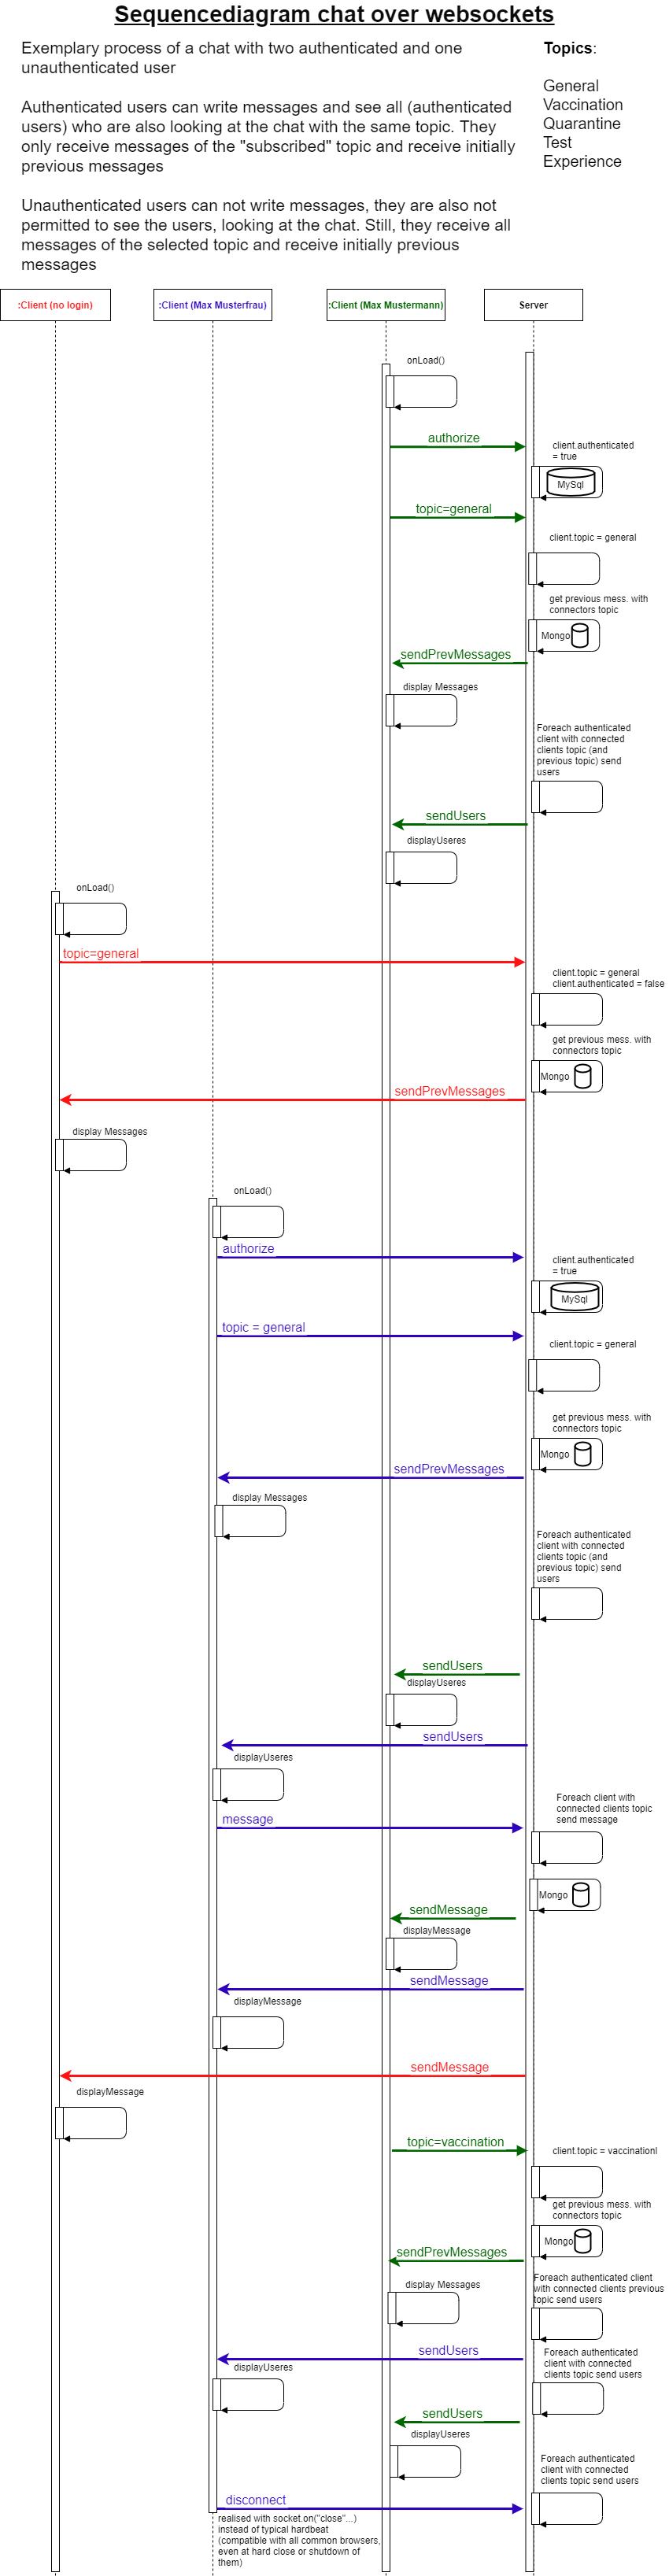 Sequencediagram chat over websockets
Exemplary process of a chat with two authenticated and one
unauthenticated user
Authenticated users can write messages and see all (authenticated
users) who are also looking at the chat with the same topic. They
only receive messages of the "subscribed" topic and receive initially
previous messages
Unauthenticated users can not write messages, they are also not
permitted to see the users, looking at the chat. Still, they receive all
messages of the selected topic and receive initially previous
messages
Topics:
General
Vaccination
Quarantine
Test
Experience
:Client (no login)
:Client (Max Musterfrau)
:Client (Max Mustermann)
Server
onLoad()
authorize
client.authenticated
= true
MySql
topic=general
client.topic = general
get previous mess. with
connectors topic
Mongo
sendPrevMessages
display Messages
Foreach authenticated
client with connected
clients topic (and
previous topic) send
users
sendUsers
displayUseres
onLoad()
topic=general
client.topic = general
client.authenticated = false
get previous mess. with
connectors topic
Mongo
sendPrevMessages
display Messages
onLoad()
authorize
client.authenticated
= true
MySql
topic = general
client.topic = general
get previous mess. with
connectors topic
Mongo
sendPrevMessages
display Messages
Foreach authenticated
client with connected
clients topic (and
previous topic) send
users
sendUsers
displayUseres
sendUsers
displayUseres
Foreach client with
connected clients topic
send message
message
Mongo
sendMessage
displayMessage
sendMessage
displayMessage
sendMessage
displayMessage
topic=vaccination
client.topic = vaccinationl
get previous mess. with
connectors topic
Mongo
sendPrevMessages
Foreach authenticated client
with connected clients previous
topic send users
display Messages
sendUsers
Foreach authenticated
client with connected
clients topic send users
displayUseres
sendUsers
displayUseres
Foreach authenticated
client with connected
clients topic send users
disconnect
realised with socket.on("close"...)
instead of typical hardbeat
(compatible with all common browsers,
even at hard close or shutdown of
them)